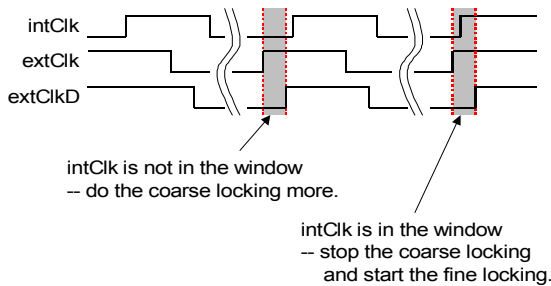 intClk
extClk
extClkD
intClk is not in the window
-- do the coarse locking more.
intClk is in the window
-- stop the coarse locking
and start the fine locking.